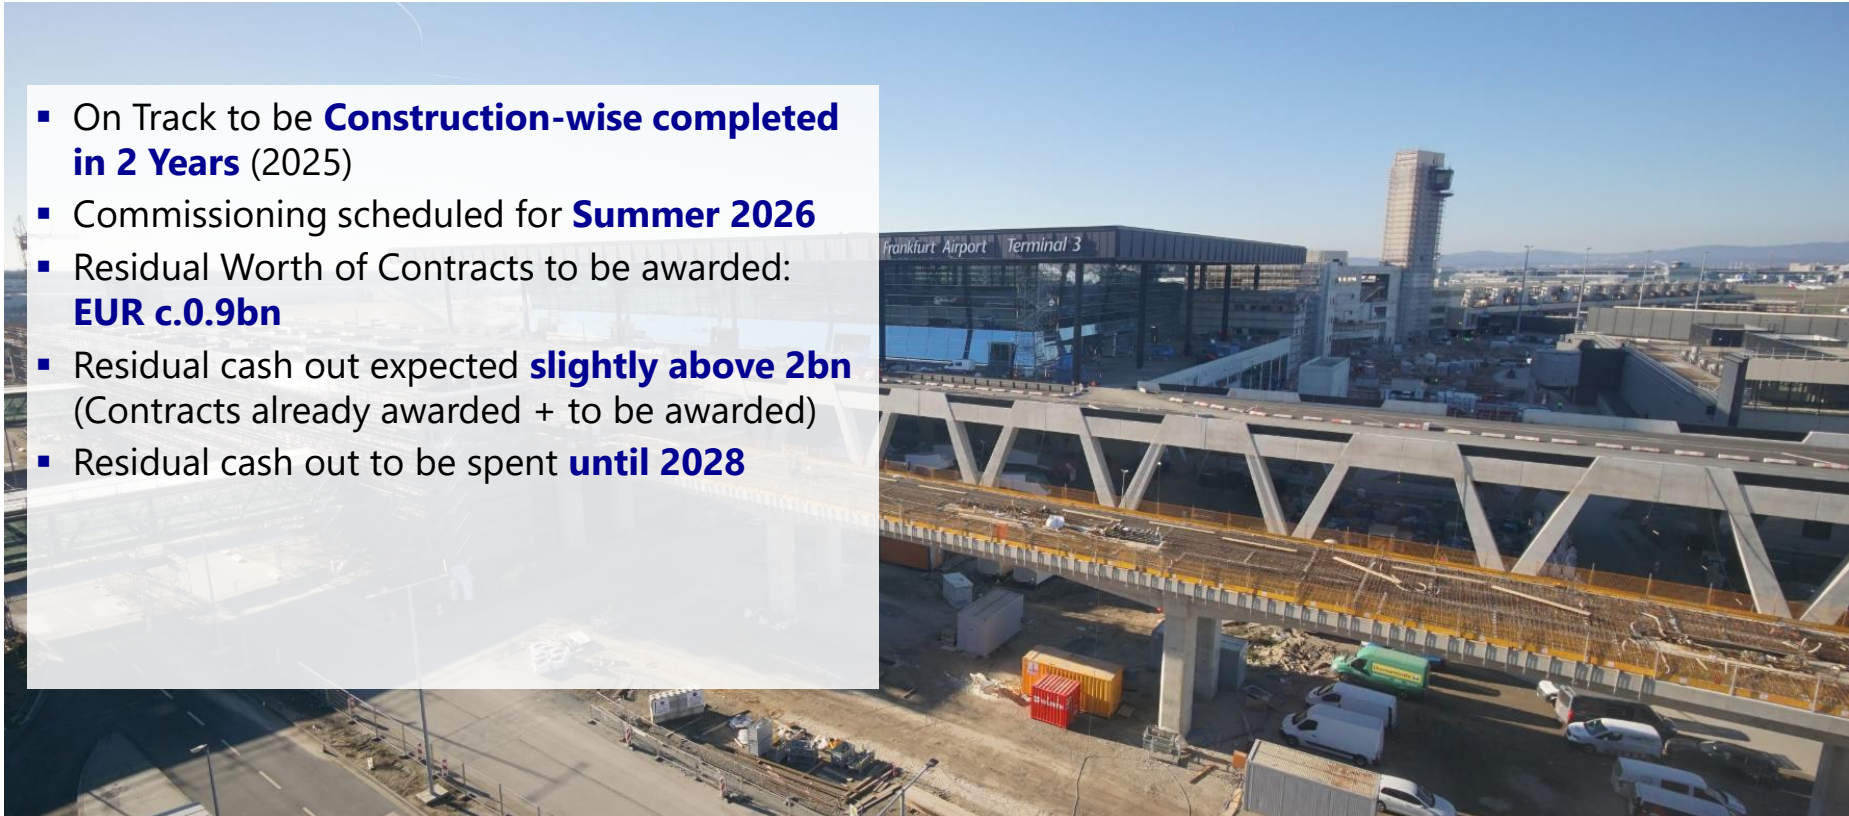 ▪ On Track to be Construction-wise completed
in 2 Years (2025)
▪ Commissioning scheduled for Summer 2026
▪ Residual Worth of Contracts to be awarded:
EUR c.0.9bn
▪ Residual cash out expected slightly above 2bn
(Contracts already awarded + to be awarded)
▪ Residual cash out to be spent until 2028
Frankfurt Airport Terminal 3